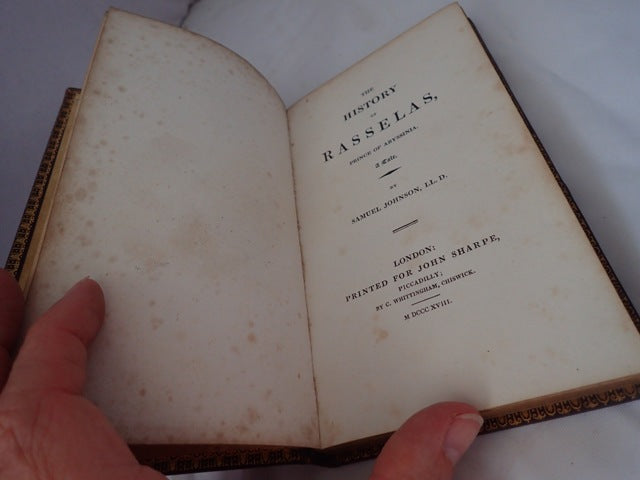 THE
HISTORY
OF
RASSELAS,
PRINCE OF ABYSSINIA.
A Tale.
BY
SAMUEL JOHNSON, LL. D.
LONDON:
PRINTED FOR JOHN SHARPE,
PICCADILLY;
BY C. WHITTINGHAM, CHISWICK.
M DCCC XVIII.